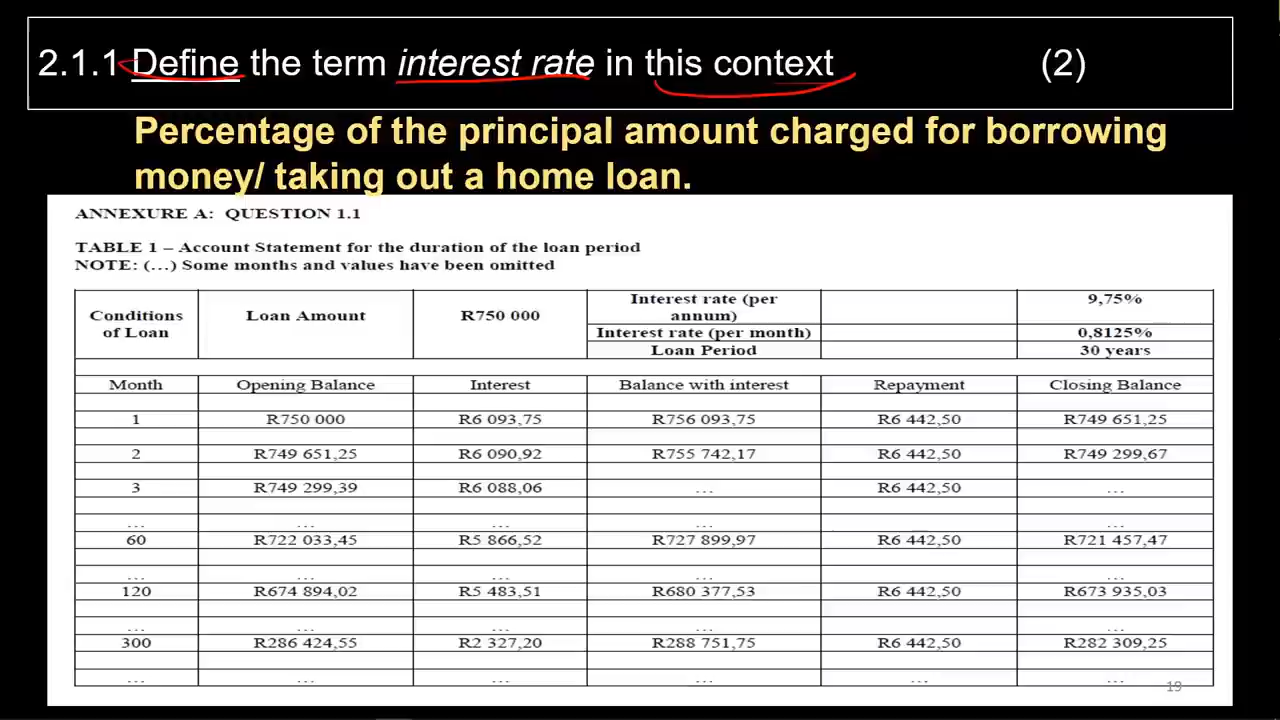 2.1.1 Define the term interest rate in this context (2)
Percentage of the principal amount charged for borrowing
money/ taking out a home loan.
ANNEXURE A: QUESTION 1.1
TABLE 1 – Account Statement for the duration of the loan period
NOTE: (…) Some months and values have been omitted
Conditions of Loan Loan Amount R750 000 Interest rate (per annum) 9,75%
Interest rate (per month) 0,8125%
Loan Period 30 years
Month Opening Balance Interest Balance with interest Repayment Closing Balance
1 R750 000 R6 093,75 R756 093,75 R6 442,50 R749 651,25
2 R749 651,25 R6 090,92 R755 742,17 R6 442,50 R749 299,67
3 R749 299,39 R6 088,06 … R6 442,50 …
… … … … …
60 R722 033,45 R5 866,52 R727 899,97 R6 442,50 R721 457,47
… … … … …
120 R674 894,02 R5 483,51 R680 377,53 R6 442,50 R673 935,03
… … … … …
300 R286 424,55 R2 327,20 R288 751,75 R6 442,50 R282 309,25
… … … … … …
19